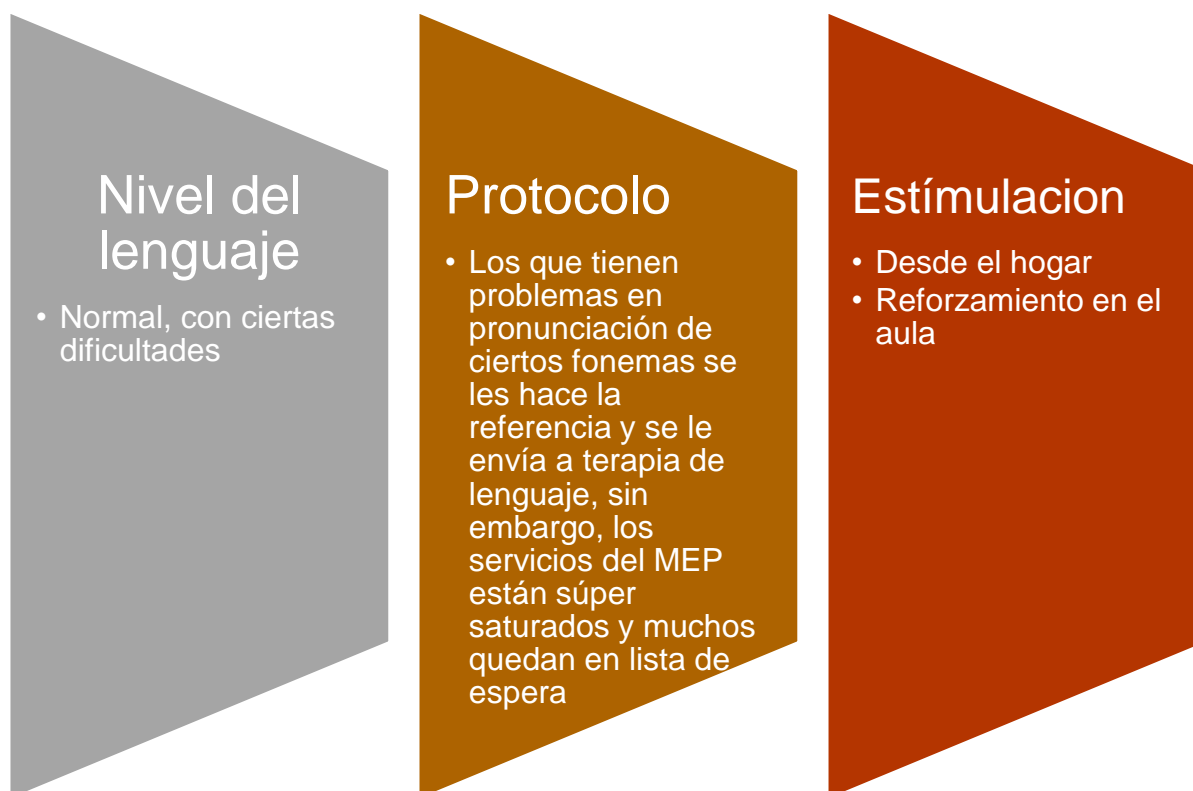 Nivel del
lenguaje
• Normal, con ciertas
dificultades
Protocolo
• Los que tienen
problemas en
pronunciación de
ciertos fonemas se
les hace la
referencia y se le
envía a terapia de
lenguaje, sin
embargo, los
servicios del MEP
están súper
saturados y muchos
quedan en lista de
espera
Estímulacion
• Desde el hogar
• Reforzamiento en el
aula